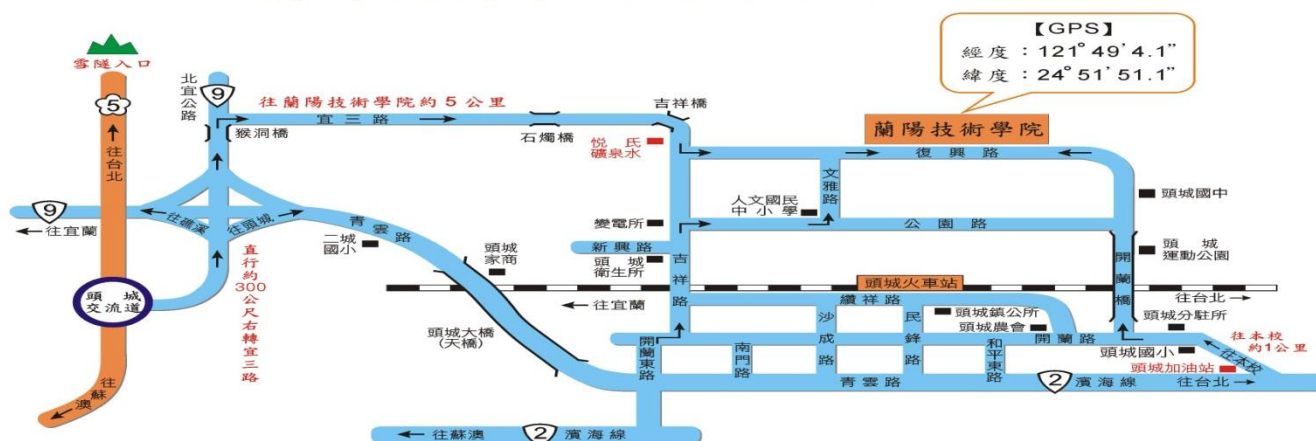 【GPS】
經度：121°49'4.1"
緯度：24°51'51.1"
雪隧入口
5
往台北
北宜公路
9
往蘭陽技術學院約5公里
宜三路
猴洞橋
石燭橋
吉祥橋
悅氏
礦泉水
蘭陽技術學院
復興路
文雅路
人文國民
中小學
頭城國中
9
往宜蘭
往礁溪
往頭城
青雲路
二城
國小
變電所
公園路
新興路
頭城
家商
頭城
衛生所
吉祥路
頭城
運動公園
開蘭橋
直行約300公尺右轉宜三路
頭城
交流道
往宜蘭
頭城火車站
往台北
纘祥路
頭城大橋
(天橋)
沙成路
民鋒路
頭城鎮公所
頭城農會
頭城分駐所
開蘭東路
南門路
和平東路
開蘭路
頭城國小
往本校
約1公里
往本校
頭城加油站
往蘇澳
青雲路
2
濱海線
往台北
往蘇澳
2
濱海線